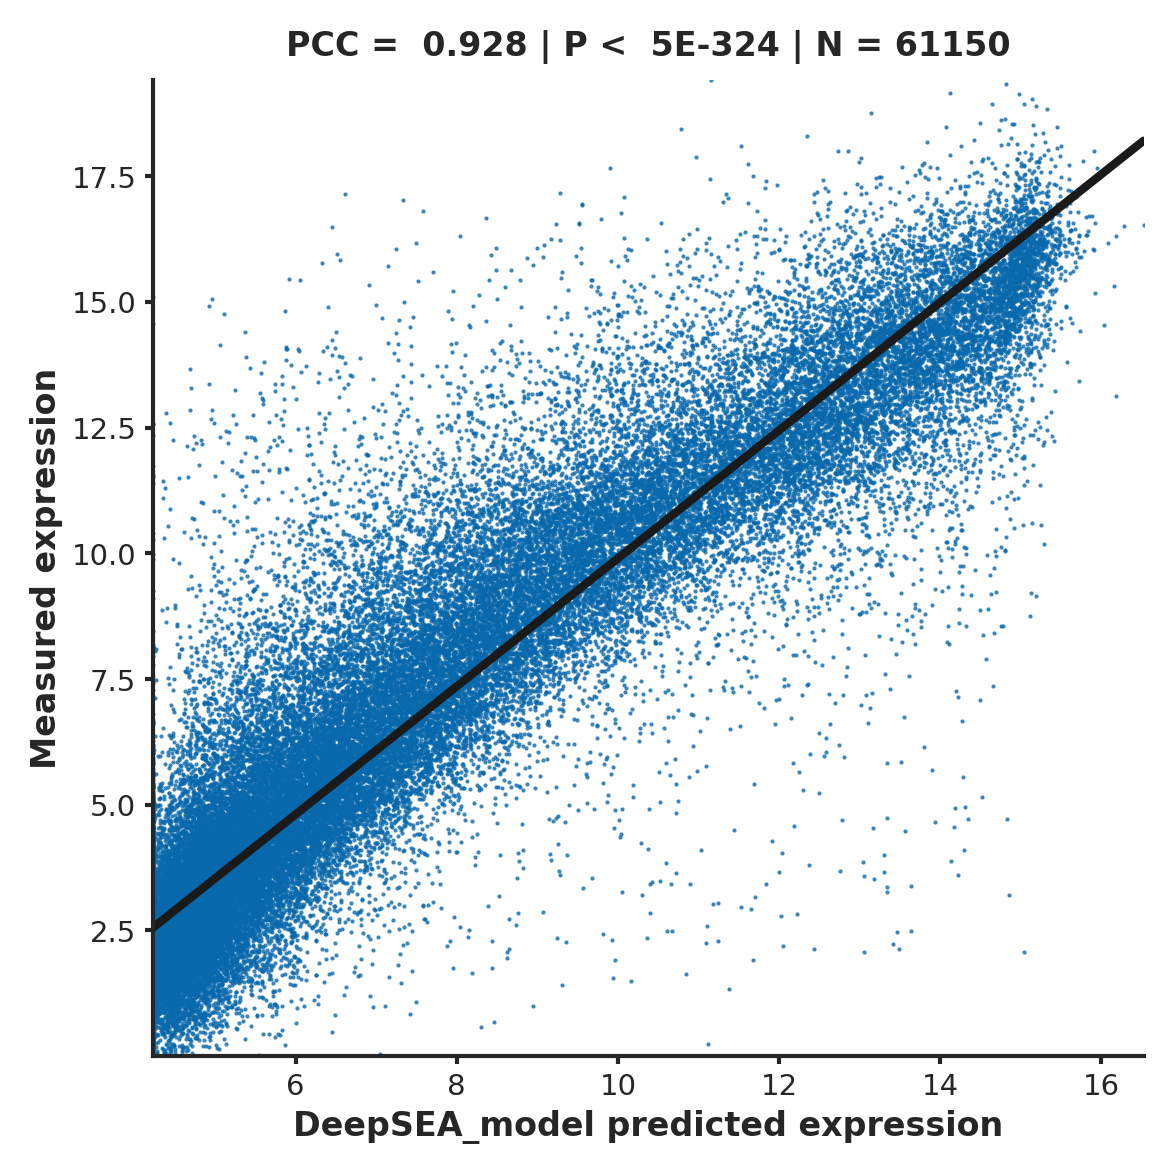 PCC =  0.928 | P <  5E-324 | N = 61150
Measured expression
17.5
15.0
12.5
10.0
7.5
5.0
2.5
6 8 10 12 14 16
DeepSEA_model predicted expression